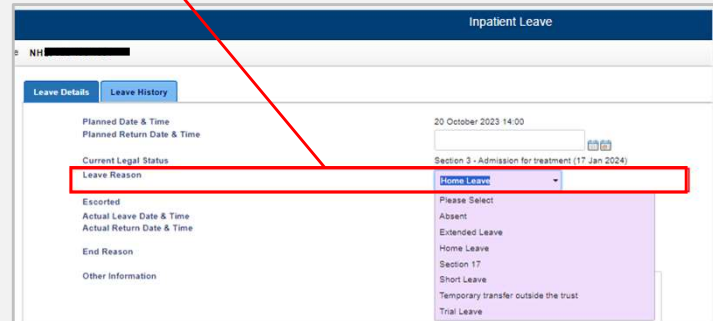 Inpatient Leave
NH
Leave Details Leave History
Planned Date & Time 20 October 2023 14:00
Planned Return Date & Time
Current Legal Status Section 3 - Admission for treatment (17 Jan 2024)
Leave Reason Home Leave
Escorted
Actual Leave Date & Time
Actual Return Date & Time
End Reason
Other Information
Please Select
Absent
Extended Leave
Home Leave
Section 17
Short Leave
Temporary transfer outside the trust
Trial Leave